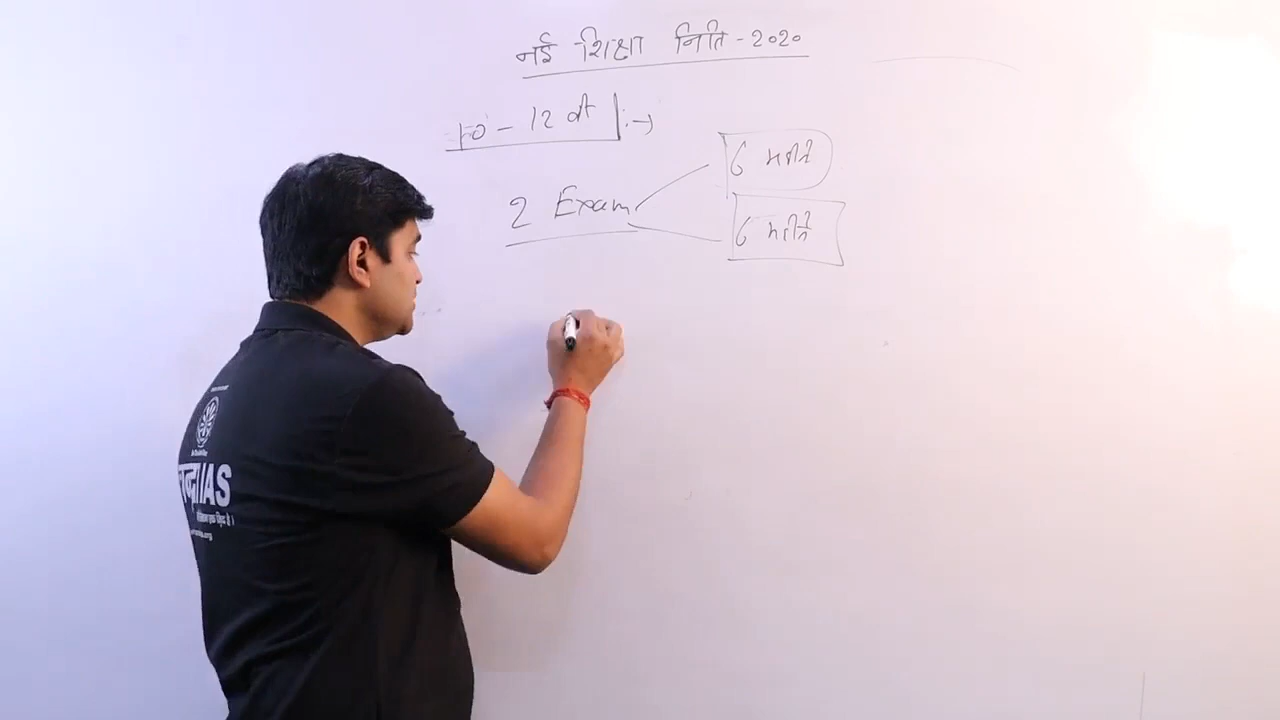 नई शिक्षा निति - 2020
10 - 12 वीं :→
2 Exam
6 महीने
6 महीने
IAS